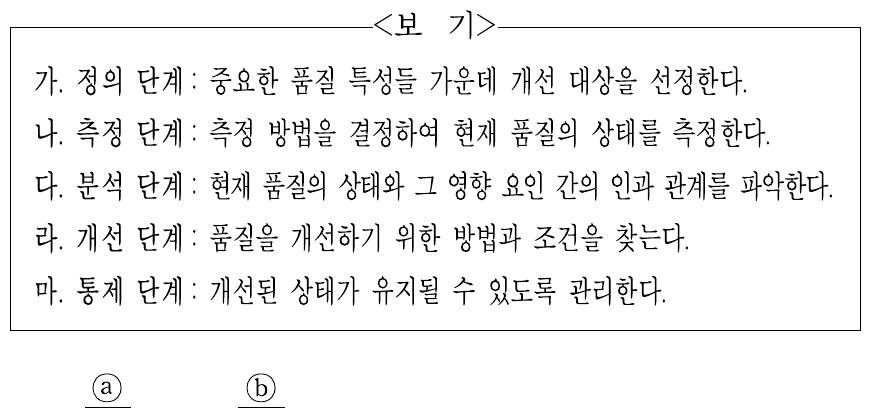 <보 기>
가. 정의 단계: 중요한 품질 특성들 가운데 개선 대상을 선정한다.
나. 측정 단계: 측정 방법을 결정하여 현재 품질의 상태를 측정한다.
다. 분석 단계: 현재 품질의 상태와 그 영향 요인 간의 인과 관계를 파악한다.
라. 개선 단계: 품질을 개선하기 위한 방법과 조건을 찾는다.
마. 통제 단계: 개선된 상태가 유지될 수 있도록 관리한다.
ⓐ ⓑ